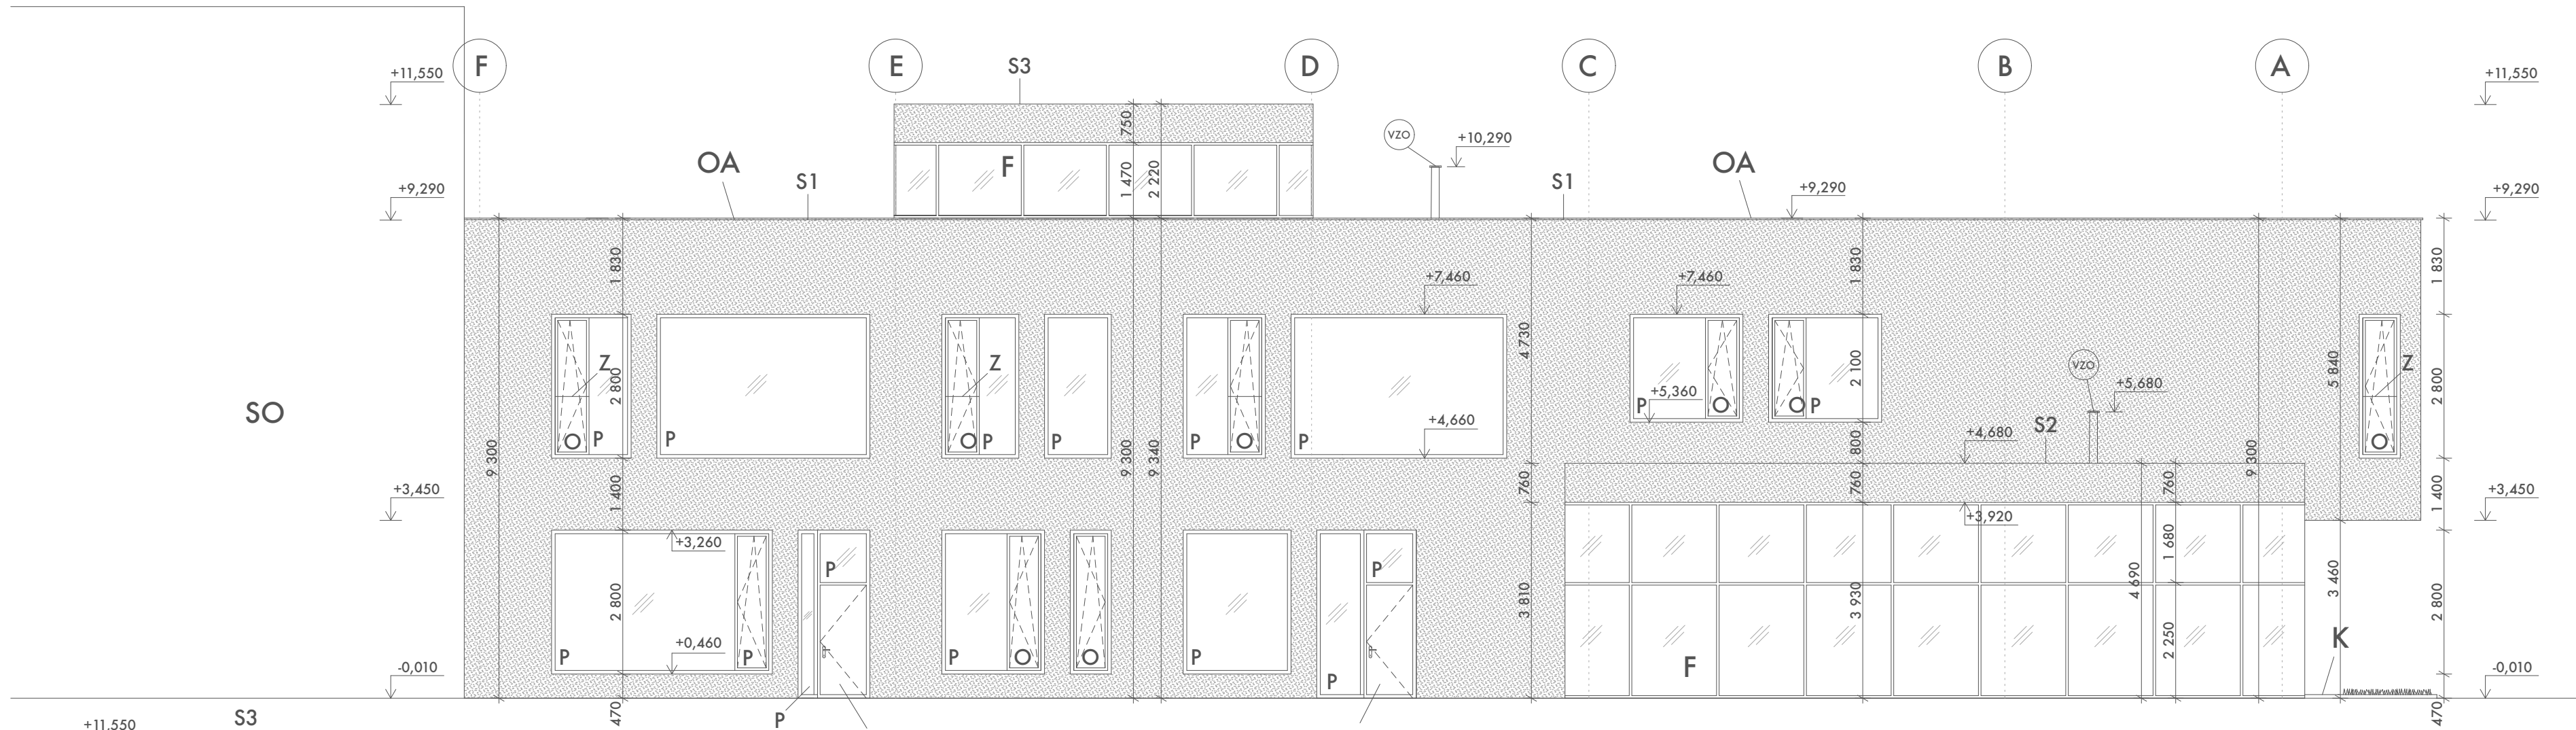 F
E
D
C
B
A
+11,550
S3
+11,550
750
VZO
+10,290
OA
S1
F
1 470
2 220
S1
OA
+9,290
+9,290
+9,290
1 830
1 830
1 830
+7,460
+7,460
Z
2 800
Z
4 730
2 100
VZO
5 840
Z
2 800
+5,360
+5,680
P
O
O
P
SO
+4,660
O
P
P
O
P
P
P
O
P
+4,680
S2
O
9 300
9 300
9 340
800
9 300
+3,450
1 400
760
760
760
1 400
+3,450
+3,920
+3,260
1 680
P
P
2 800
3 810
3 930
4 690
3 460
2 800
+0,460
2 250
K
-0,010
P
P
P
O
O
P
P
F
-0,010
S3
+11,550
470
P
470